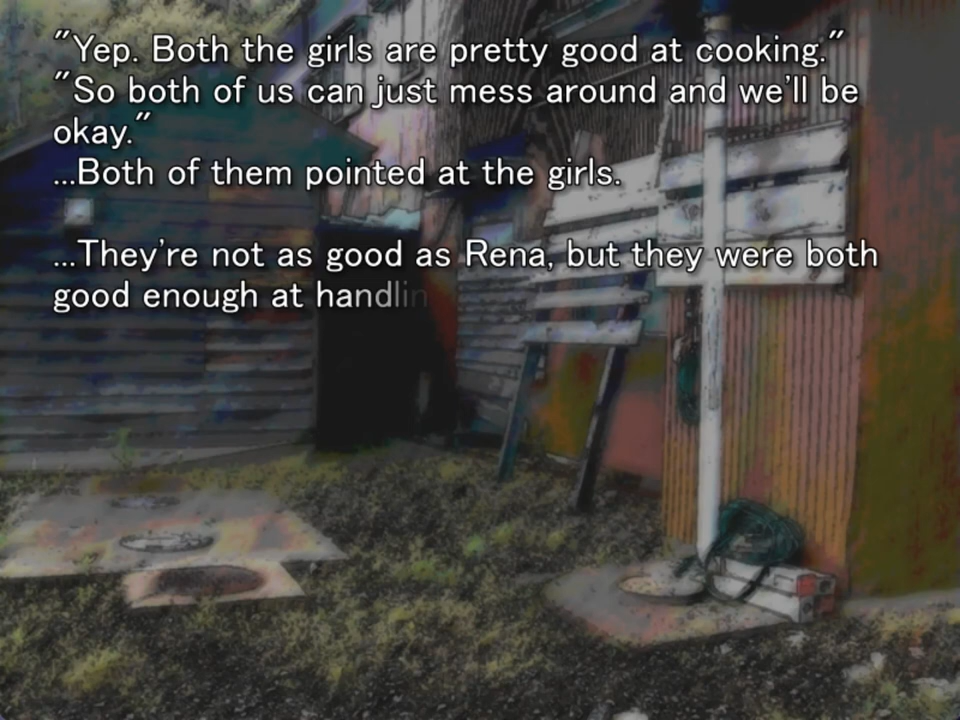 "Yep. Both the girls are pretty good at cooking."
"So both of us can just mess around and we'll be
okay."
...Both of them pointed at the girls.
...They're not as good as Rena, but they were both
good enough at handlin